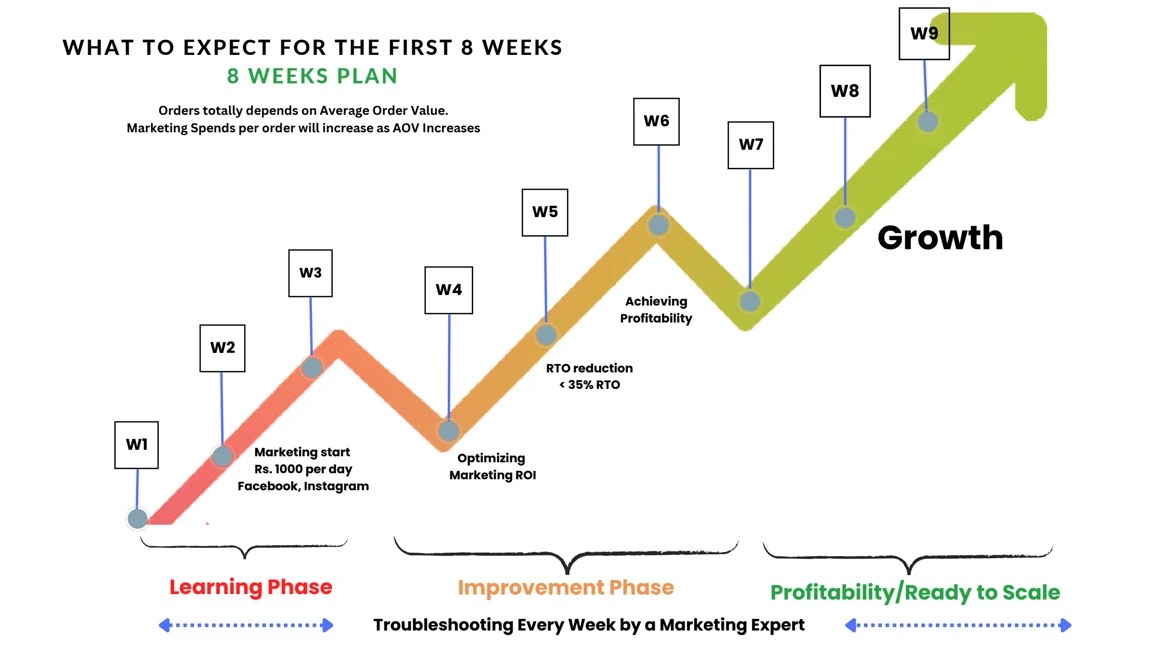 WHAT TO EXPECT FOR THE FIRST 8 WEEKS
8 WEEKS PLAN
Orders totally depends on Average Order Value.
Marketing Spends per order will increase as AOV Increases
W1
W2
W3
W4
W5
W6
W7
W8
W9
Growth
Marketing start
Rs. 1000 per day
Facebook, Instagram
Optimizing
Marketing ROI
RTO reduction
< 35% RTO
Achieving
Profitability
Learning Phase
Improvement Phase
Profitability/Ready to Scale
Troubleshooting Every Week by a Marketing Expert